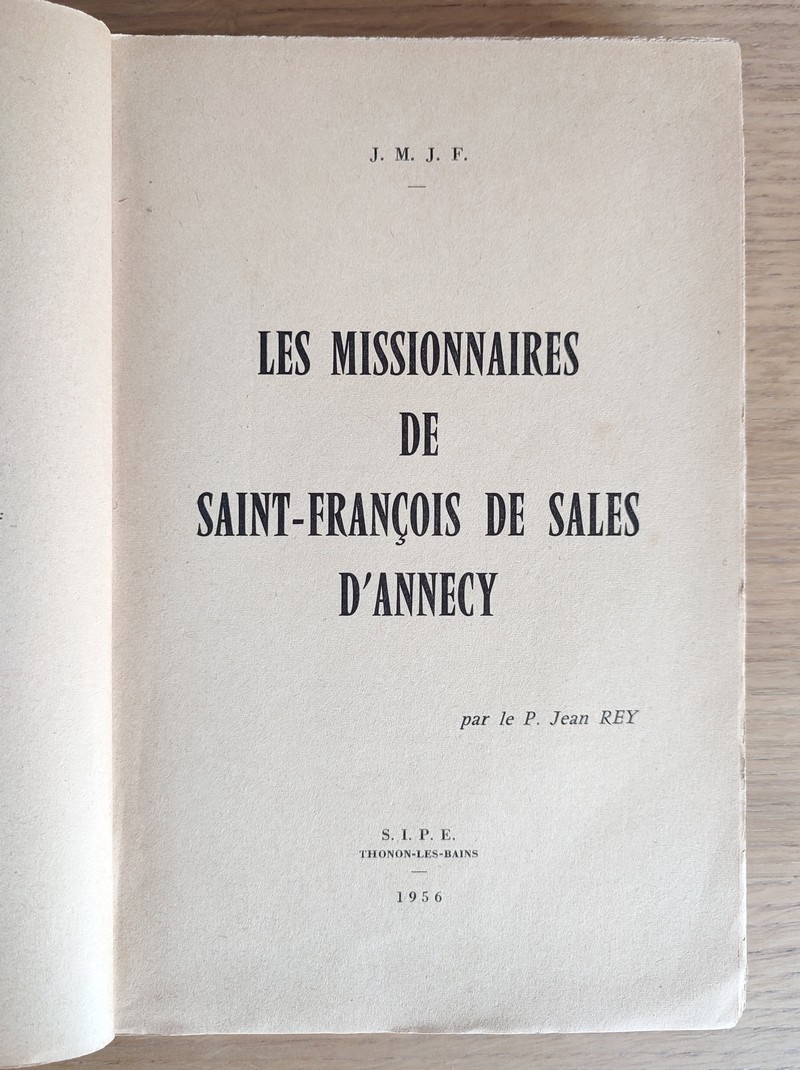 J. M. J. F.
LES MISSIONNAIRES
DE
SAINT-FRANÇOIS DE SALES
D'ANNECY
par le P. Jean REY
S. I. P. E.
THONON-LES-BAINS
1956